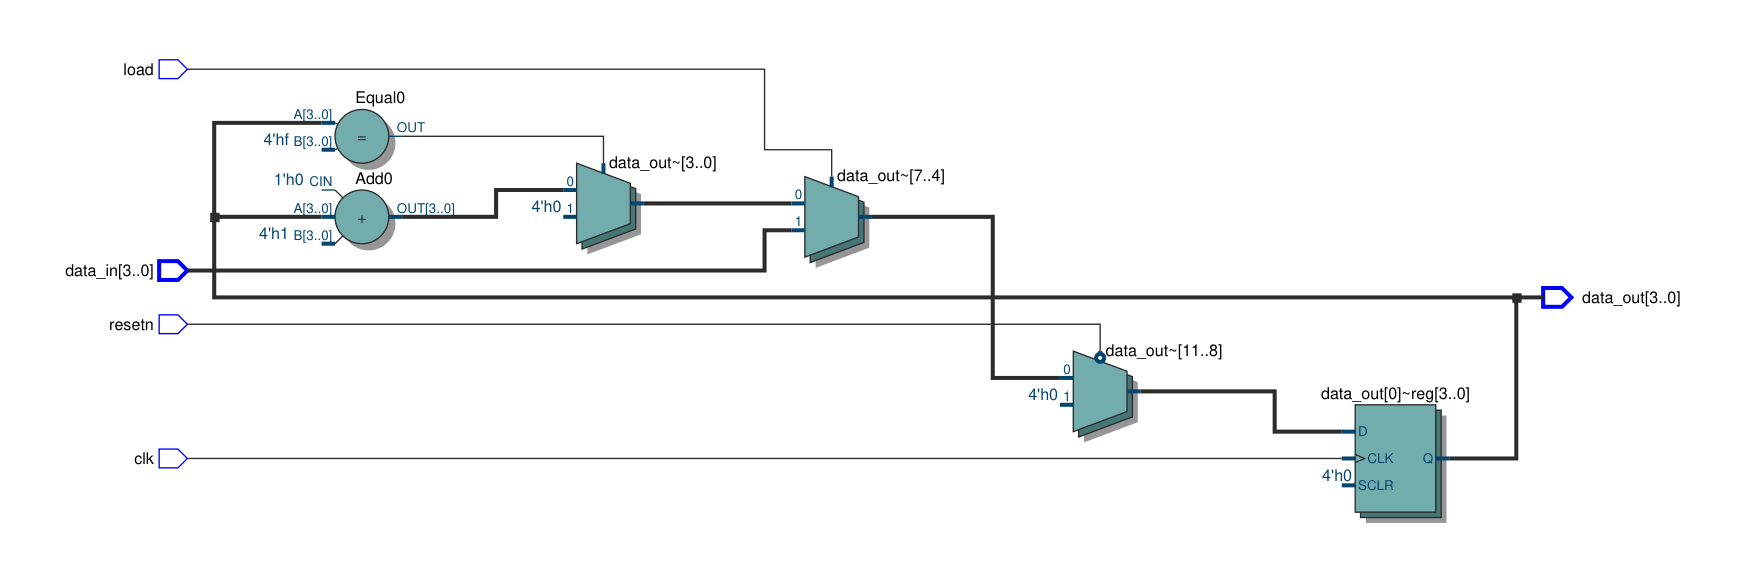 load
Equal0
A[3..0]
OUT
=
4'hf B[3..0]
data_out~[3..0]
1'h0 CIN
Add0
data_out~[7..4]
0
0
A[3..0]
OUT[3..0]
4'h0 1
+
1
4'h1 B[3..0]
data_in[3..0]
data_out[3..0]
resetn
data_out~[11..8]
0
4'h0 1
data_out[0]~reg[3..0]
D
clk
CLK
Q
4'h0
SCLR